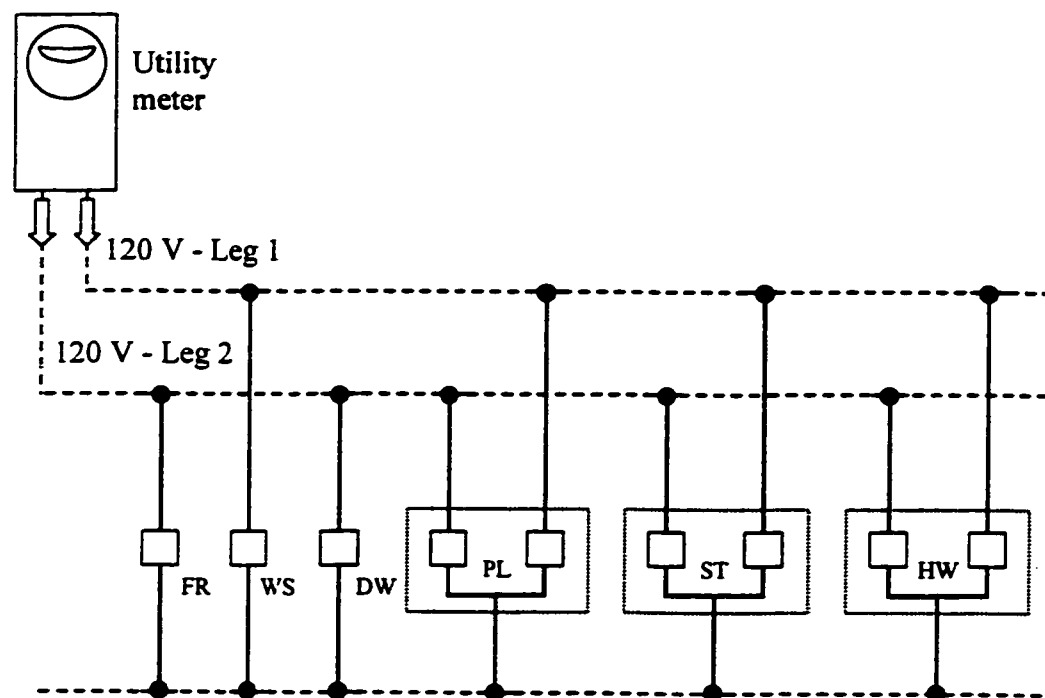 Utility
meter
120 V - Leg 1
120 V - Leg 2
FR
WS
DW
PL
ST
HW